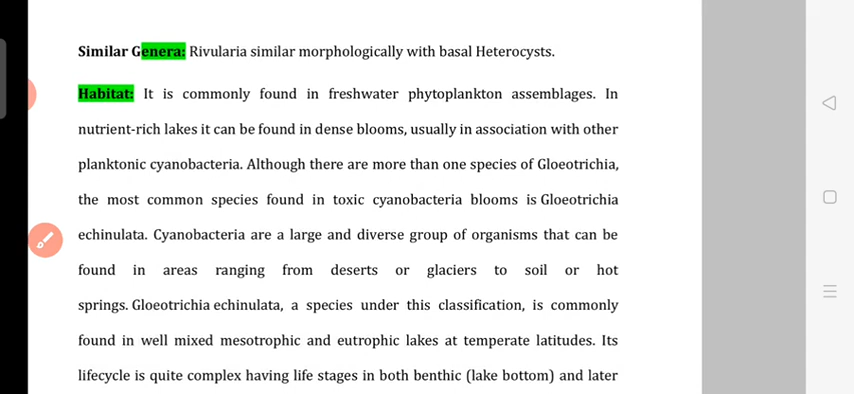 Similar Genera: Rivularia similar morphologically with basal Heterocysts.
Habitat: It is commonly found in freshwater phytoplankton assemblages. In
nutrient-rich lakes it can be found in dense blooms, usually in association with other
planktonic cyanobacteria. Although there are more than one species of Gloeotrichia,
the most common species found in toxic cyanobacteria blooms is Gloeotrichia
echinulata. Cyanobacteria are a large and diverse group of organisms that can be
found in areas ranging from deserts or glaciers to soil or hot
springs. Gloeotrichia echinulata, a species under this classification, is commonly
found in well mixed mesotrophic and eutrophic lakes at temperate latitudes. Its
lifecycle is quite complex having life stages in both benthic (lake bottom) and later